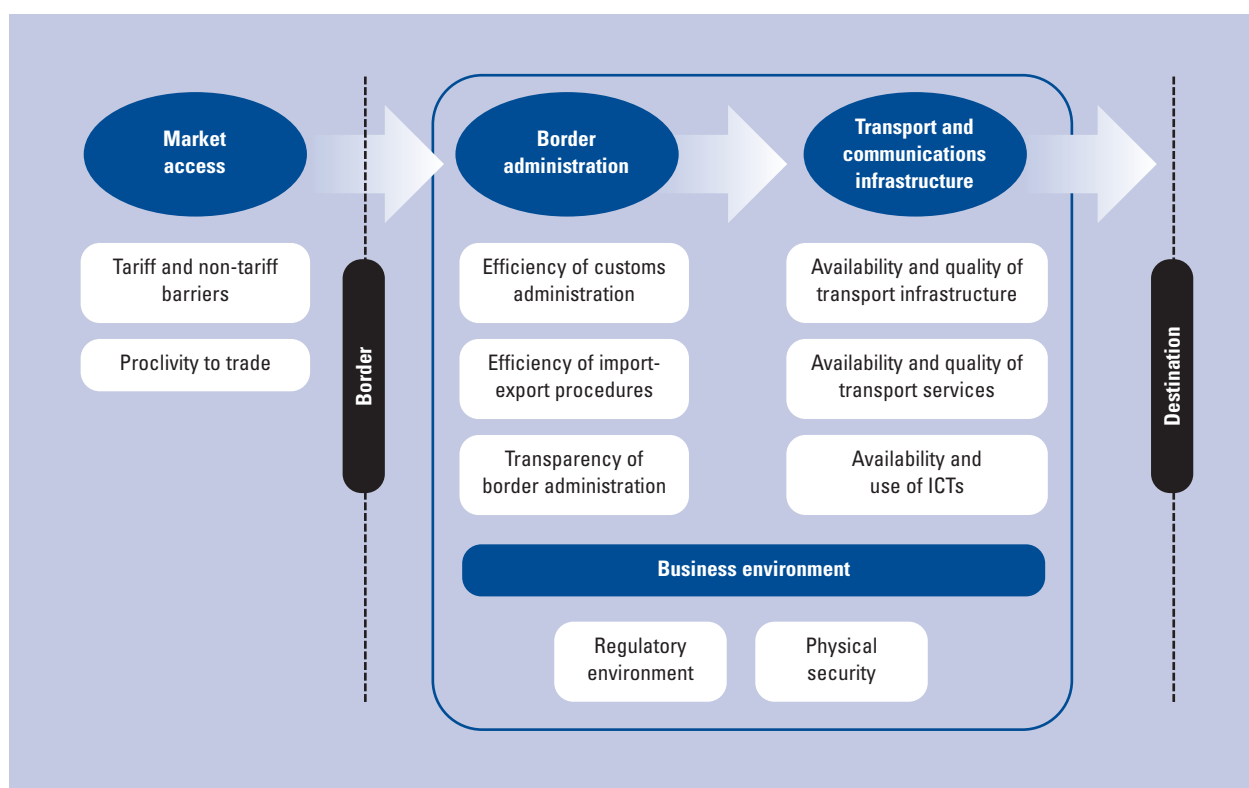 Market
access
Border
administration
Transport and
communications
infrastructure
Tariff and non-tariff
barriers
Proclivity to trade
Border
Efficiency of customs
administration
Efficiency of import-
export procedures
Transparency of
border administration
Availability and quality of
transport infrastructure
Availability and quality of
transport services
Availability and
use of ICTs
Destination
Business environment
Regulatory
environment
Physical
security